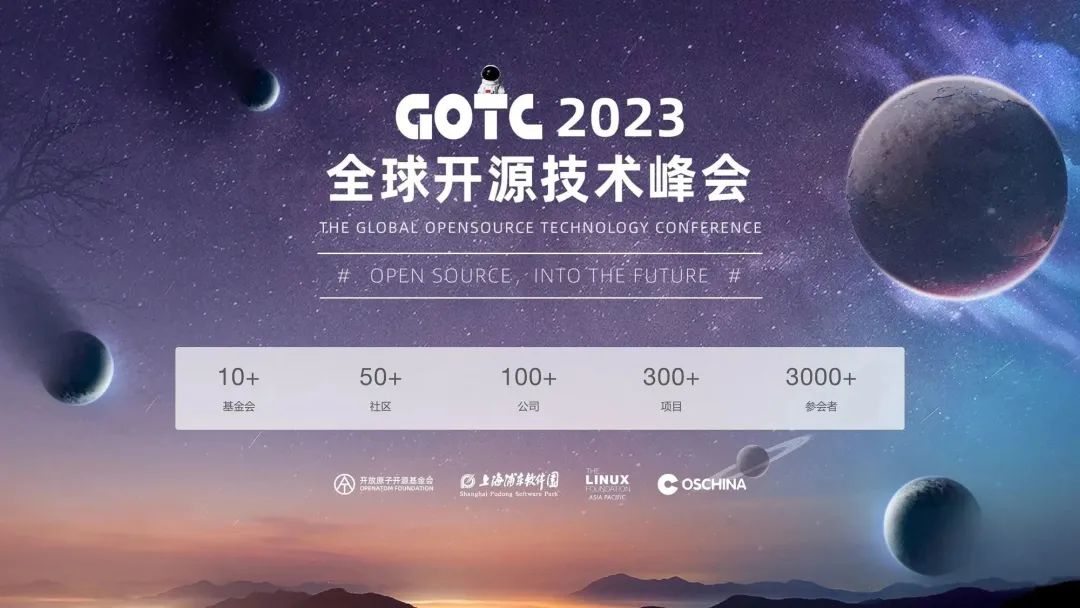 GOTC 2023
全球开源技术峰会
THE GLOBAL OPENSOURCE TECHNOLOGY CONFERENCE
# OPEN SOURCE, INTO THE FUTURE #
10+ 50+ 100+ 300+ 3000+
基金会 社区 公司 项目 参会者
开放原子开源基金会
OPENATOM FOUNDATION
上海浦东软件园
Shanghai Pudong Software Park
THE
LINUX
FOUNDATION
ASIA PACIFIC
OSCHINA